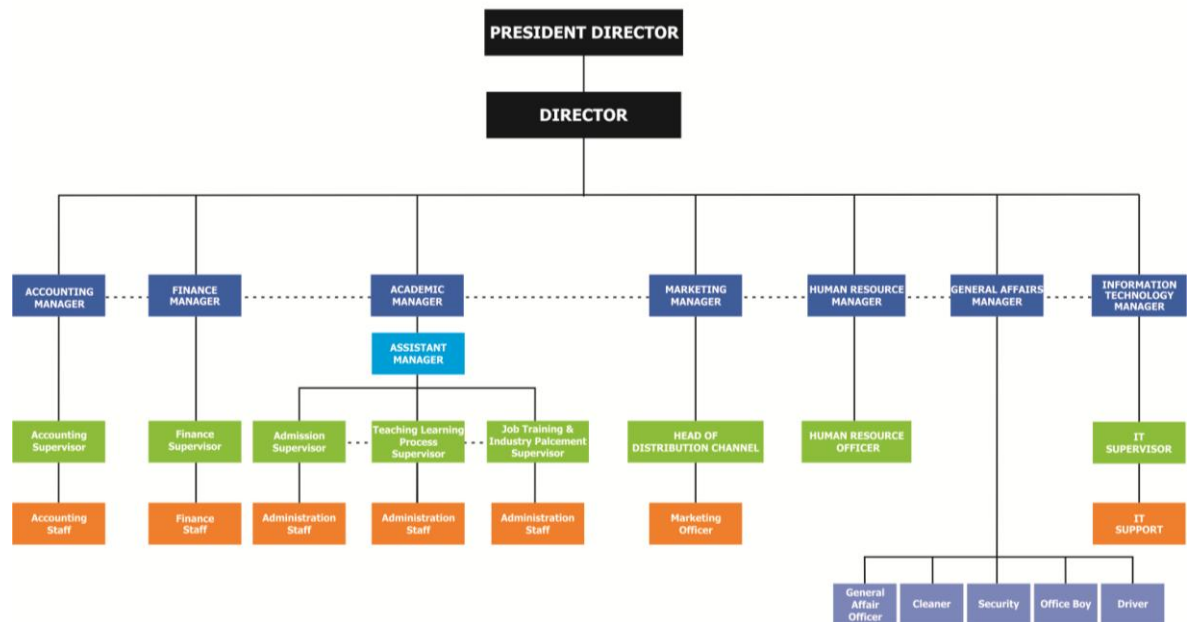 PRESIDENT DIRECTOR
DIRECTOR
ACCOUNTING
MANAGER
FINANCE
MANAGER
ACADEMIC
MANAGER
MARKETING
MANAGER
HUMAN RESOURCE
MANAGER
GENERAL AFFAIRS
MANAGER
INFORMATION
TECHNOLOGY
MANAGER
ASSISTANT
MANAGER
Accounting
Supervisor
Finance
Supervisor
Admission
Supervisor
Teaching Learning
Process
Supervisor
Job Training &
Industry Palcement
Supervisor
HEAD OF
DISTRIBUTION CHANNEL
HUMAN RESOURCE
OFFICER
IT
SUPERVISOR
Accounting
Staff
Finance
Staff
Administration
Staff
Administration
Staff
Administration
Staff
Marketing
Officer
IT
SUPPORT
General
Affair
Officer
Cleaner
Security
Office Boy
Driver